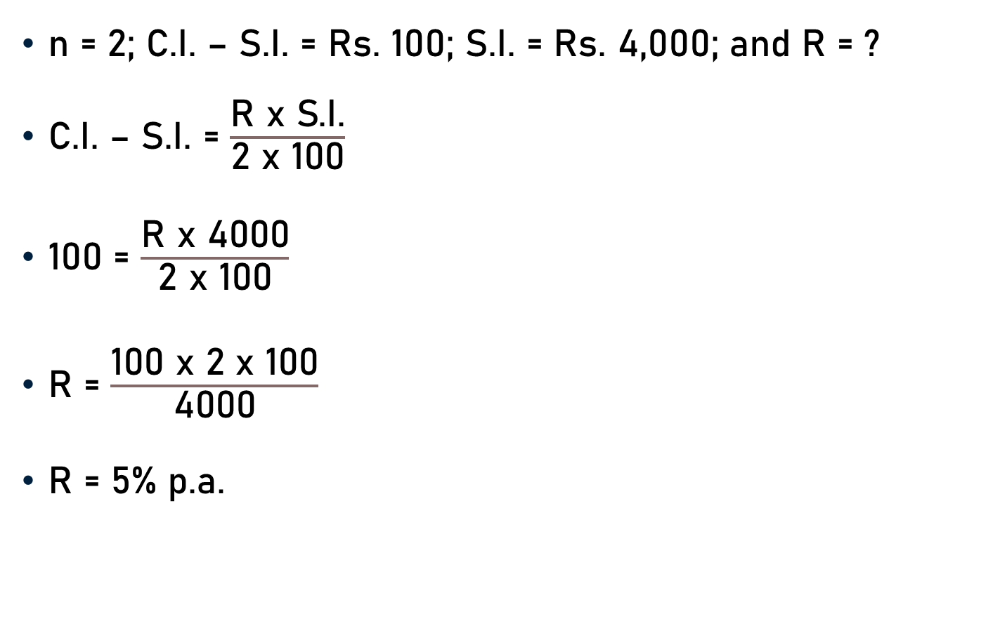 • n = 2; C.I. – S.I. = Rs. 100; S.I. = Rs. 4,000; and R = ?
• C.I. – S.I. = R x S.I. / 2 x 100
• 100 = R x 4000 / 2 x 100
• R = 100 x 2 x 100 / 4000
• R = 5% p.a.